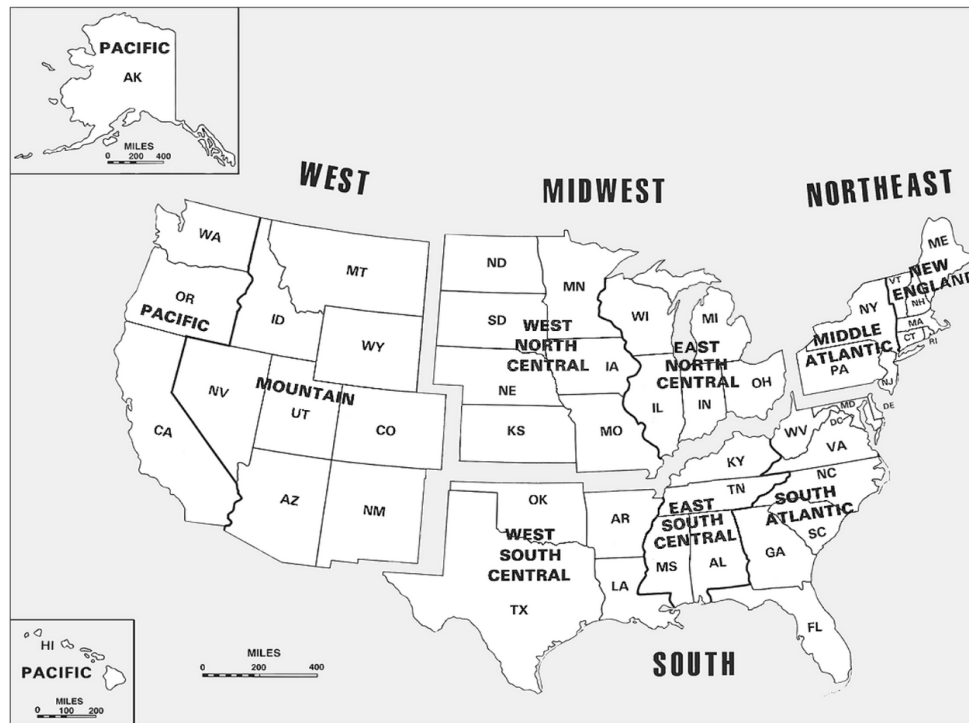 PACIFIC
AK
MILES
0 200 400
WEST
MIDWEST
NORTHEAST
WA
MT
OR
PACIFIC
ID
WY
NV
MOUNTAIN
UT
CO
CA
AZ
NM
ND
MN
SD
WEST
NORTH
CENTRAL
IA
NE
KS
MO
WI
MI
EAST
NORTH
CENTRAL
IL
IN
OH
ME
VT
NEW
ENGLAND
NH
NY
MA
CT
RI
MIDDLE
ATLANTIC
PA
NJ
MD
DE
DC
WV
VA
KY
NC
TN
EAST
SOUTH
CENTRAL
SOUTH
ATLANTIC
SC
MS
AL
GA
FL
OK
AR
WEST
SOUTH
CENTRAL
LA
TX
SOUTH
HI
PACIFIC
MILES
0 100 200
MILES
0 200 400